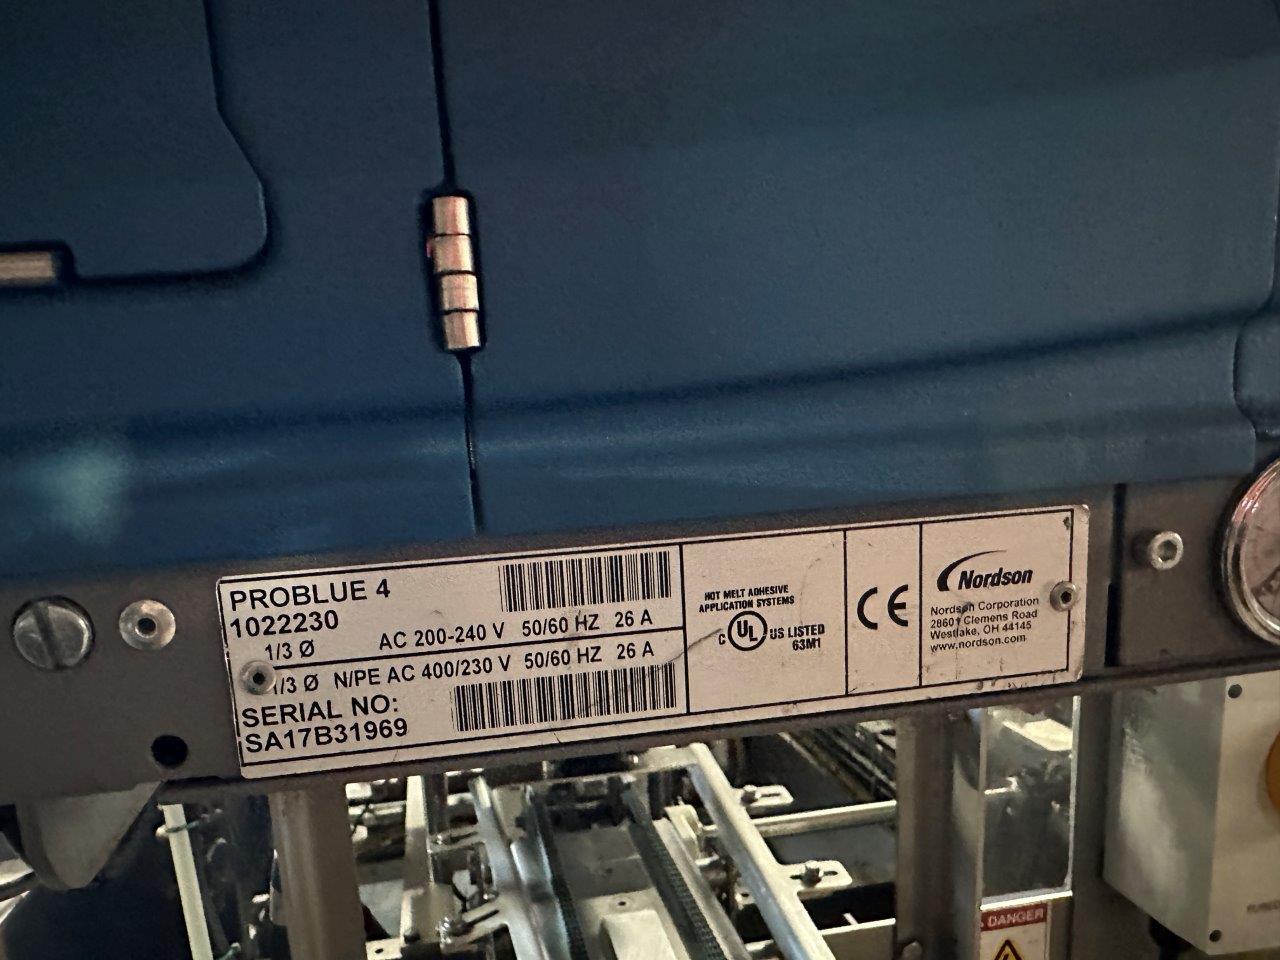 PROBLUE 4
1022230
1/3 Ø AC 200-240 V 50/60 HZ 26 A
1/3 Ø N/PE AC 400/230 V 50/60 HZ 26 A
SERIAL NO:
SA17B31969
HOT MELT ADHESIVE
APPLICATION SYSTEMS
C UL US LISTED
63M1
CE
Nordson
Nordson Corporation
28601 Clemens Road
Westlake, OH 44145
www.nordson.com
DANGER